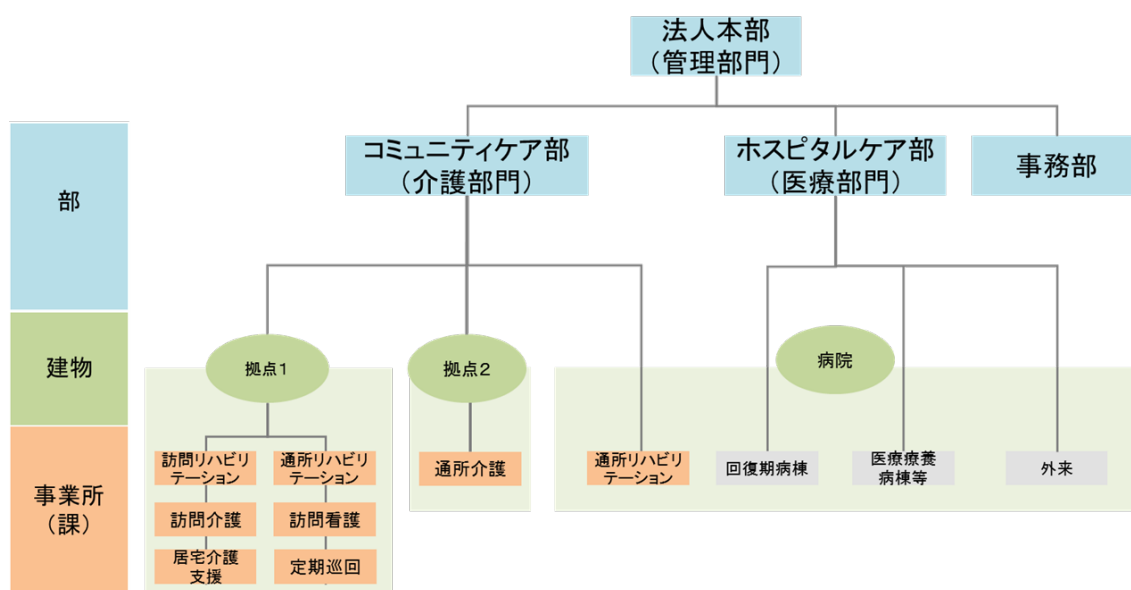 法人本部
（管理部門）
コミュニティケア部
（介護部門）
ホスピタルケア部
（医療部門）
事務部
部
建物
拠点１
拠点２
病院
事業所
（課）
訪問リハビリ
テーション
通所リハビリ
テーション
通所介護
通所リハビリ
テーション
回復期病棟
医療療養
病棟等
外来
訪問介護
訪問看護
居宅介護
支援
定期巡回